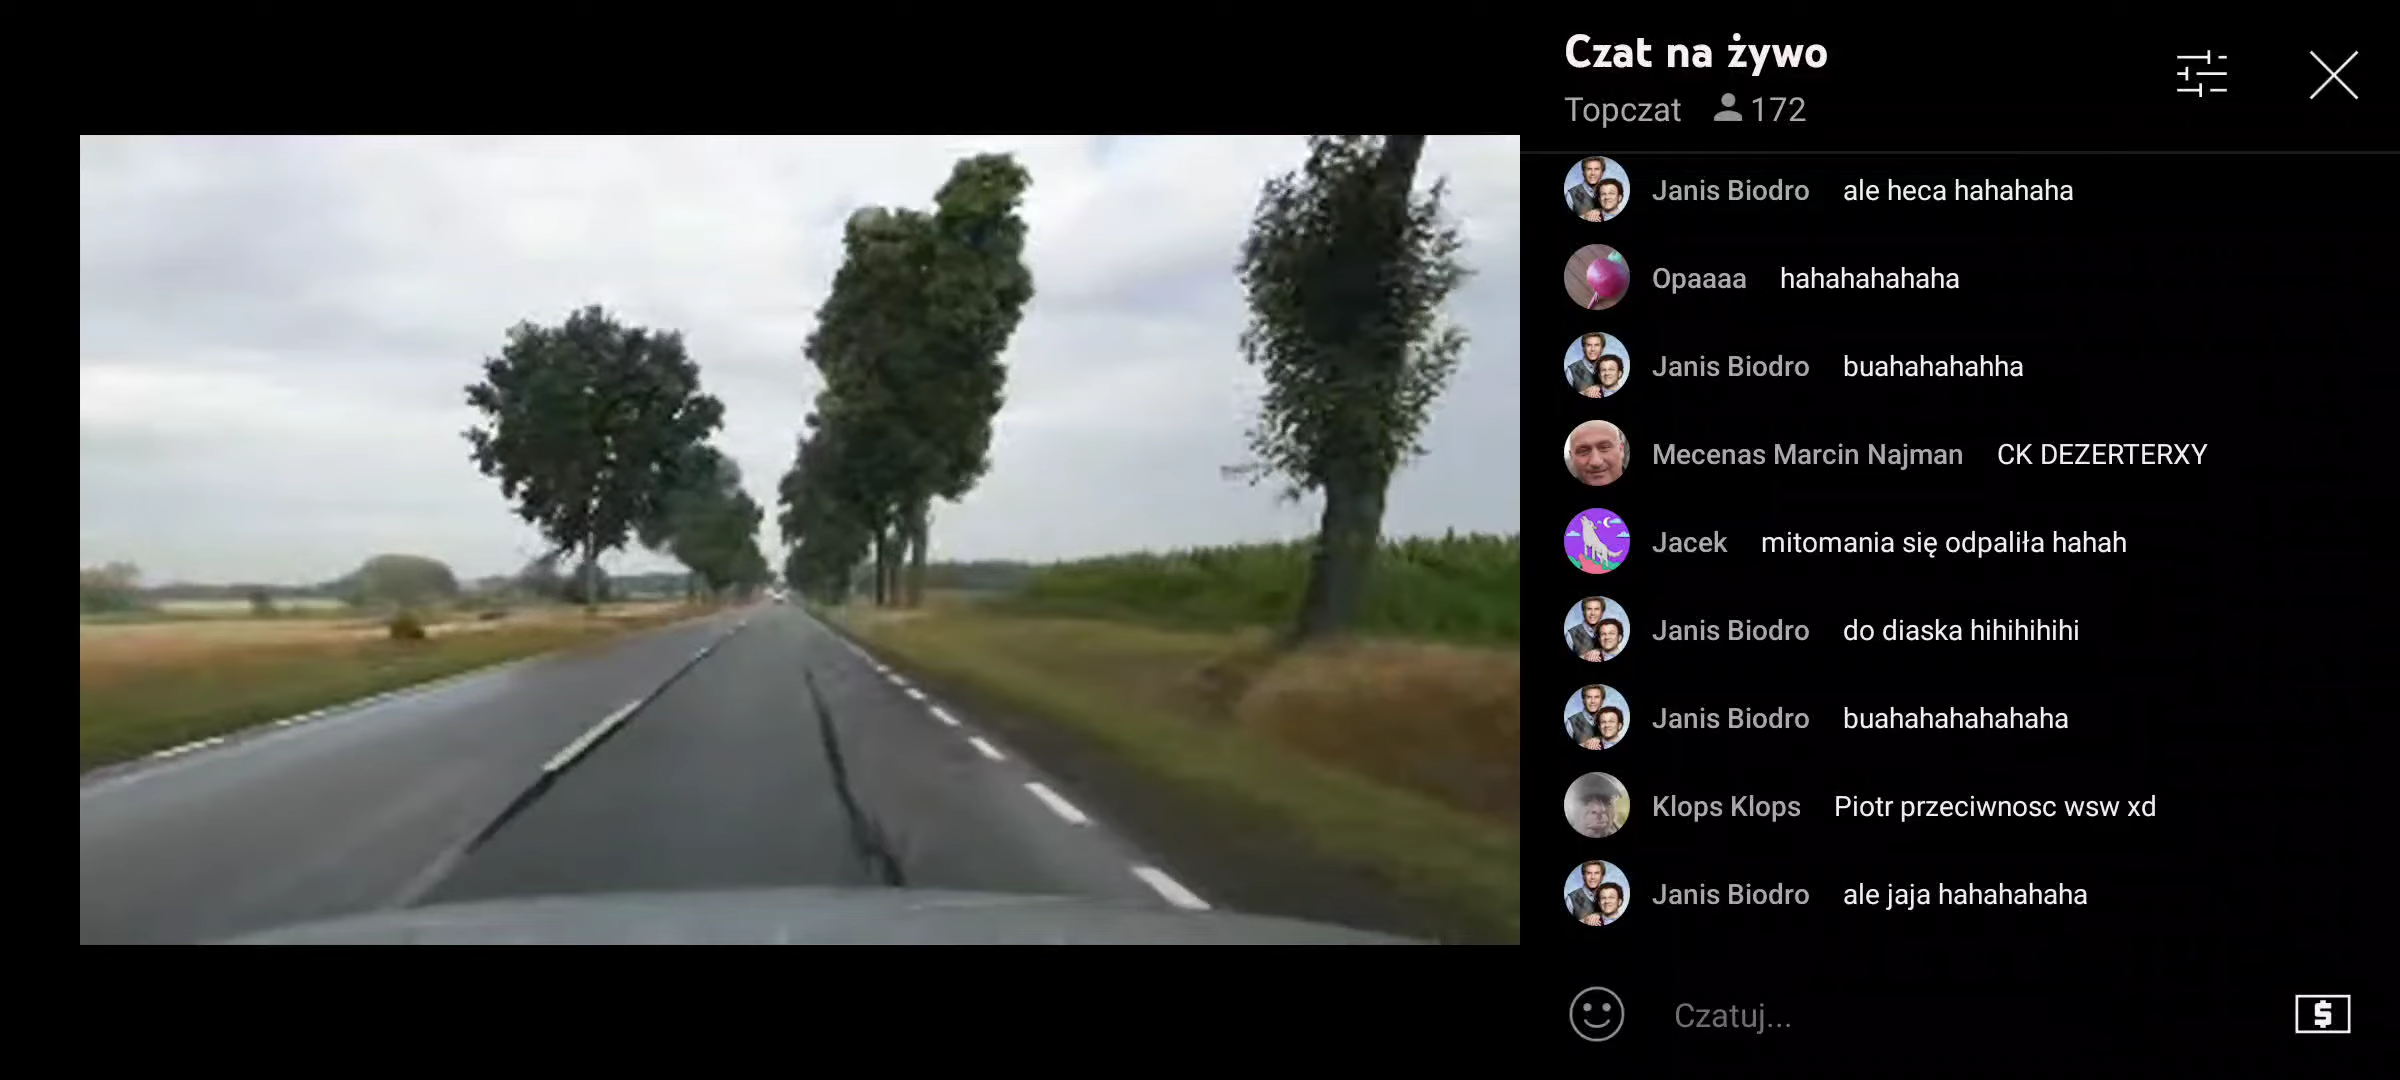 Czat na żywo
Topczat 172
Janis Biodro ale heca hahahaha
Opaaaa hahahahahaha
Janis Biodro buahahahahha
Mecenas Marcin Najman CK DEZERTERXY
Jacek mitomania się odpaliła hahah
Janis Biodro do diaska hihihihihi
Janis Biodro buahahahahahaha
Klops Klops Piotr przeciwnosc wsw xd
Janis Biodro ale jaja hahahahaha
Czatuj...
$